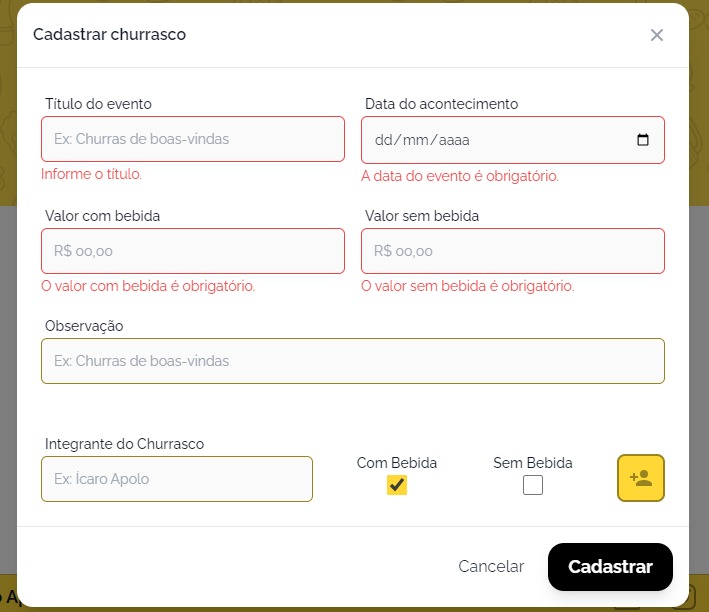 Cadastrar churrasco
Título do evento
Data do acontecimento
Ex: Churras de boas-vindas
dd/mm/aaaa
Informe o título.
A data do evento é obrigatório.
Valor com bebida
Valor sem bebida
R$ 00,00
R$ 00,00
O valor com bebida é obrigatório.
O valor sem bebida é obrigatório.
Observação
Ex: Churras de boas-vindas
Integrante do Churrasco
Com Bebida
Sem Bebida
Ex: Ícaro Apolo
Cancelar
Cadastrar